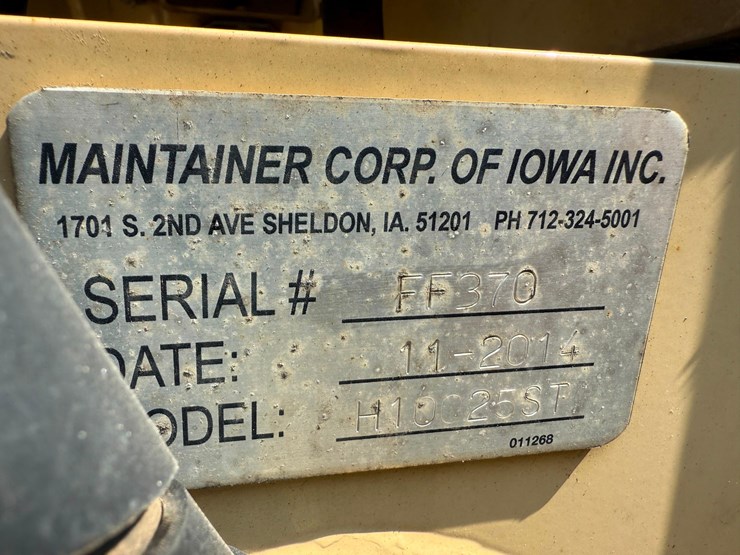 MAINTAINER CORP. OF IOWA INC.
1701 S. 2ND AVE SHELDON, IA. 51201 PH 712-324-5001
SERIAL # FF370
DATE: 11-2014
MODEL:
011268